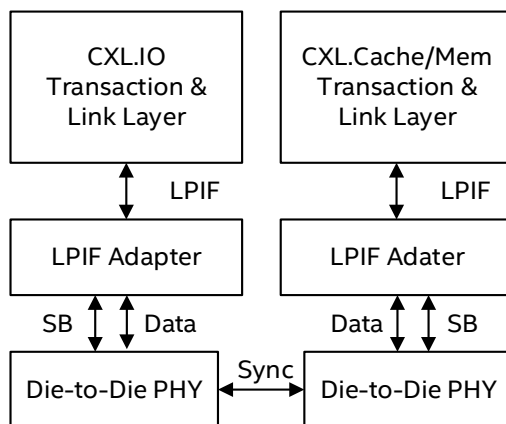 CXL.IO
Transaction &
Link Layer
CXL.Cache/Mem
Transaction &
Link Layer
LPIF
LPIF
LPIF Adapter
LPIF Adater
SB
Data
Data
SB
Die-to-Die PHY
Sync
Die-to-Die PHY